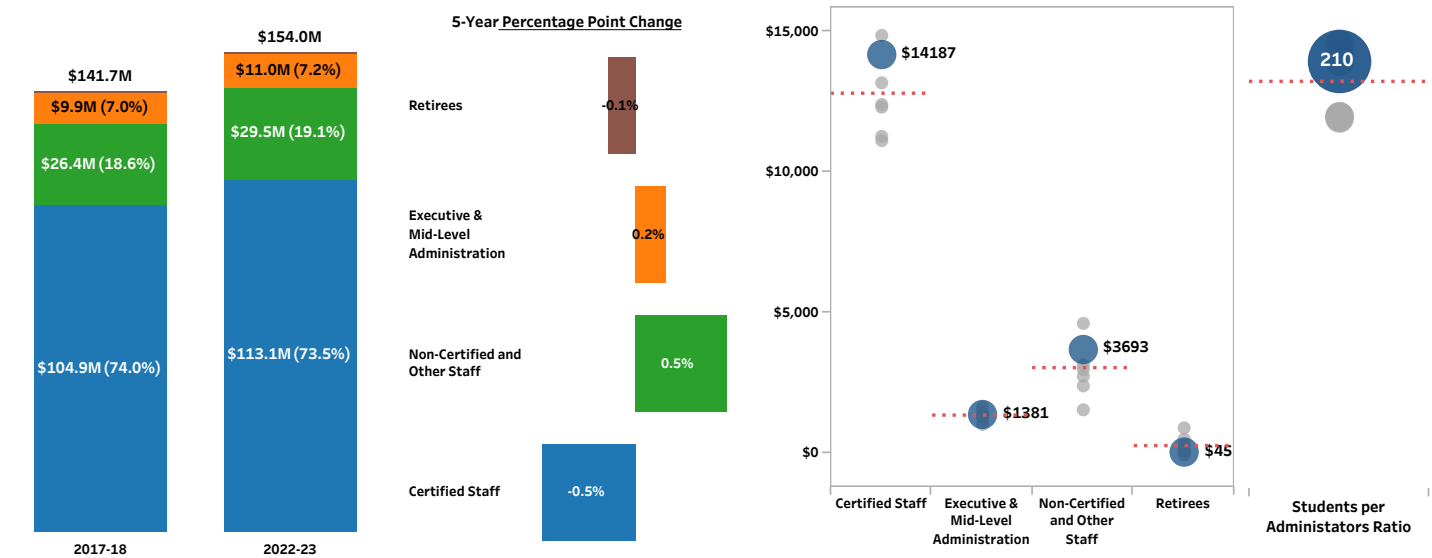 $141.7M
$9.9M (7.0%)
$26.4M (18.6%)
$104.9M (74.0%)
2017-18
$154.0M
$11.0M (7.2%)
$29.5M (19.1%)
$113.1M (73.5%)
2022-23
5-Year Percentage Point Change
Retirees
-0.1%
Executive &
Mid-Level
Administration
0.2%
Non-Certified and
Other Staff
0.5%
Certified Staff
-0.5%
$15,000
$10,000
$5,000
$0
$14187
$1381
$3693
$45
Certified Staff
Executive &
Mid-Level
Administration
Non-Certified
and Other
Staff
Retirees
210
Students per
Administators Ratio